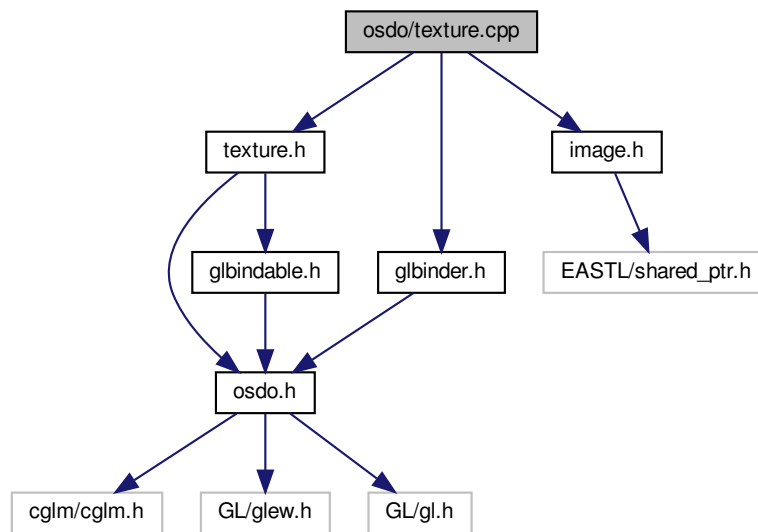 osdo/texture.cpp
texture.h
image.h
glbindable.h
glbinder.h
EASTL/shared_ptr.h
osdo.h
cglm/cglm.h
GL/glew.h
GL/gl.h